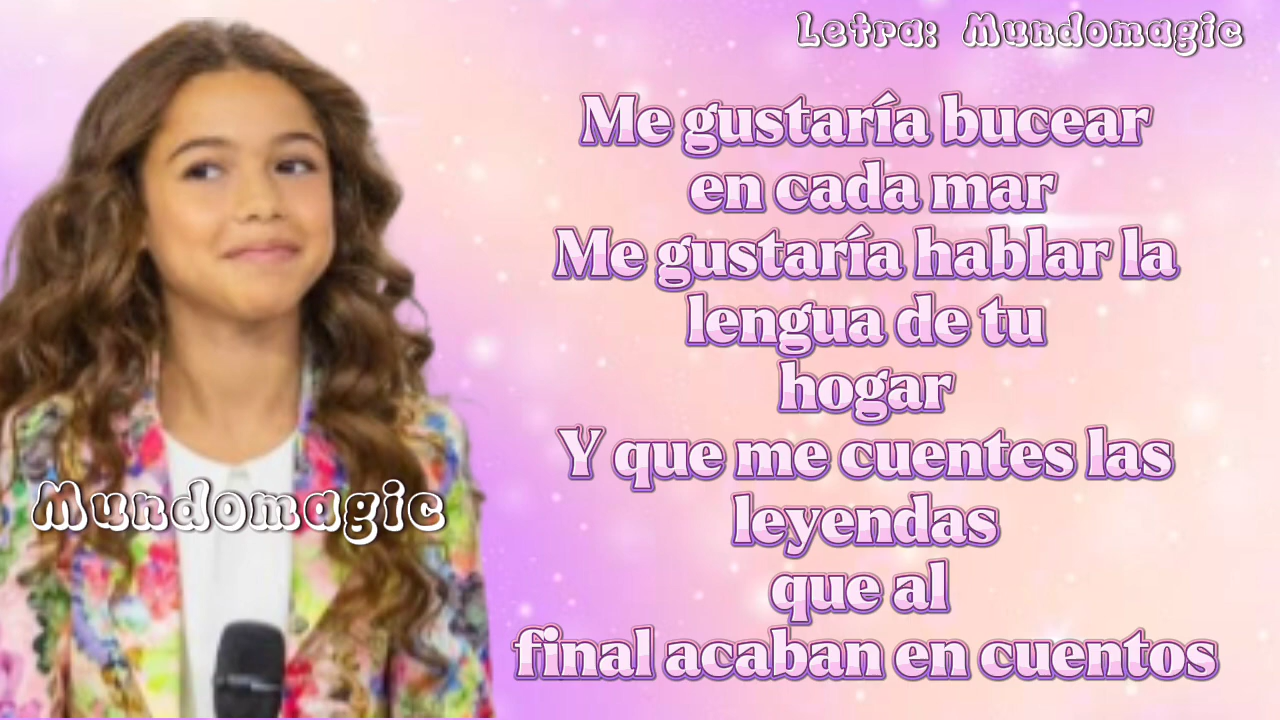 Letra: Mundomagic
Me gustaría bucear
en cada mar
Me gustaría hablar la
lengua de tu
hogar
Y que me cuentes las
leyendas
que al
final acaban en cuentos
Mundomagic